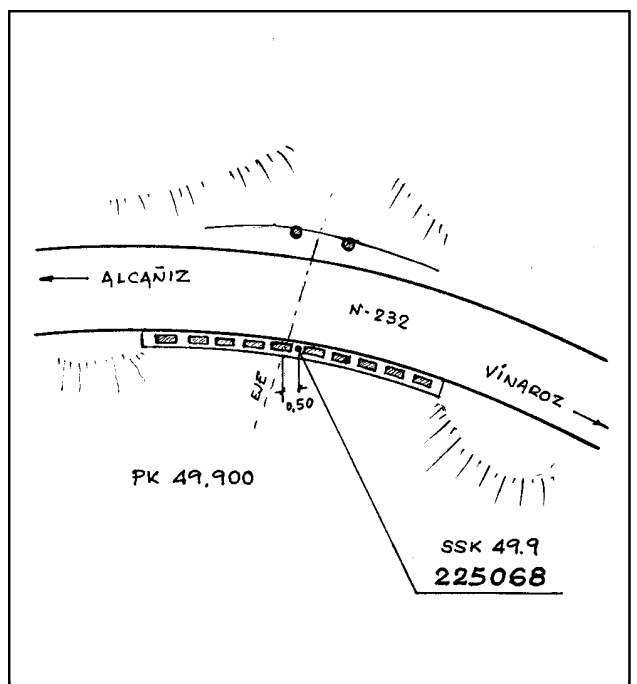 ALCAÑIZ
N-232
VINAROZ
EJE
0,50
PK 49,900
SSK 49.9
225068